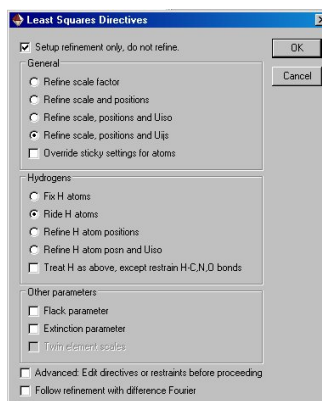 Least Squares Directives
Setup refinement only, do not refine.
OK
Cancel
General
Refine scale factor
Refine scale and positions
Refine scale, positions and Uiso
Refine scale, positions and Uijs
Override sticky settings for atoms
Hydrogens
Fix H atoms
Ride H atoms
Refine H atom positions
Refine H atom posn and Uiso
Treat H as above, except restrain H-C,N,O bonds
Other parameters
Flack parameter
Extinction parameter
Twin element scales
Advanced: Edit directives or restraints before proceeding
Follow refinement with difference Fourier